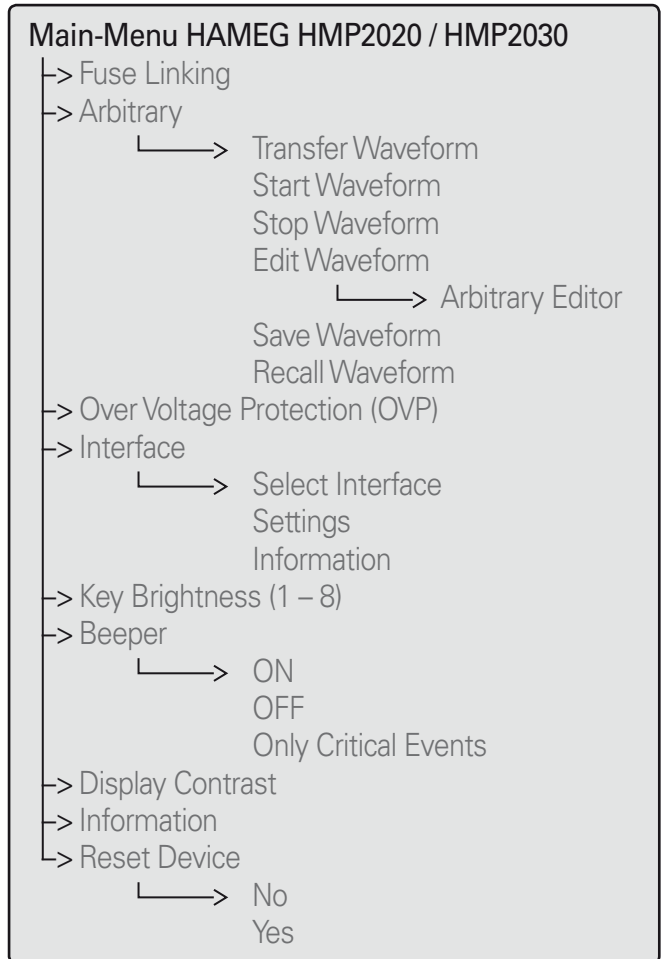 Main-Menu HAMEG HMP2020 / HMP2030
–> Fuse Linking
–> Arbitrary
Transfer Waveform
Start Waveform
Stop Waveform
Edit Waveform
Arbitrary Editor
Save Waveform
Recall Waveform
–> Over Voltage Protection (OVP)
–> Interface
Select Interface
Settings
Information
–> Key Brightness (1 – 8)
–> Beeper
ON
OFF
Only Critical Events
–> Display Contrast
–> Information
–> Reset Device
No
Yes